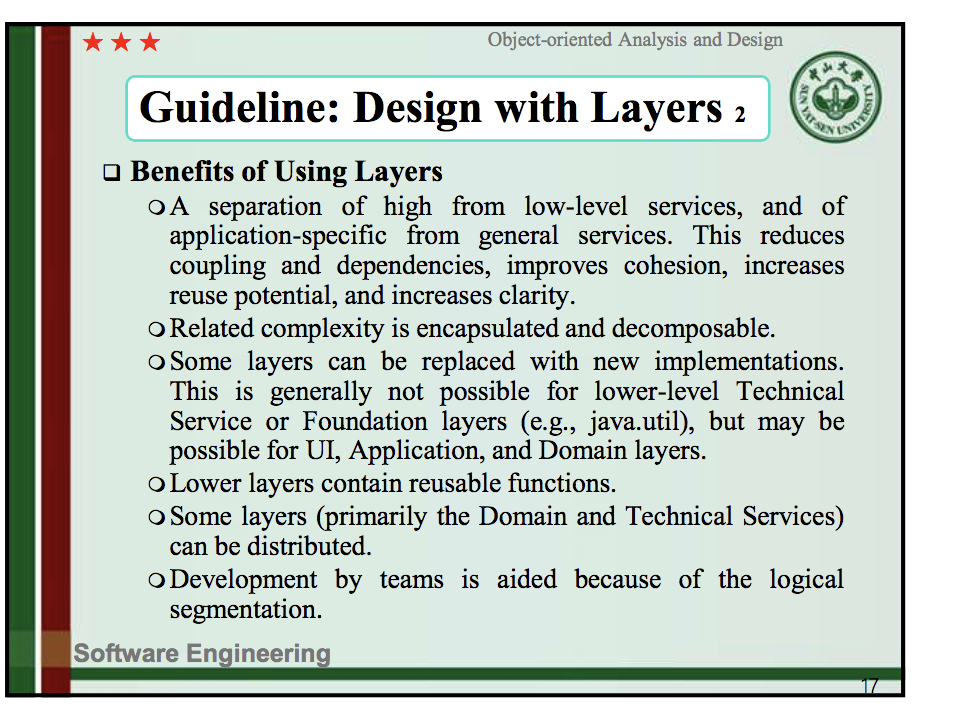 Object-oriented Analysis and Design
Guideline: Design with Layers 2
中山大學
SUN YAT-SEN UNIVERSITY
Benefits of Using Layers
A separation of high from low-level services, and of
application-specific from general services. This reduces
coupling and dependencies, improves cohesion, increases
reuse potential, and increases clarity.
Related complexity is encapsulated and decomposable.
Some layers can be replaced with new implementations.
This is generally not possible for lower-level Technical
Service or Foundation layers (e.g., java.util), but may be
possible for UI, Application, and Domain layers.
Lower layers contain reusable functions.
Some layers (primarily the Domain and Technical Services)
can be distributed.
Development by teams is aided because of the logical
segmentation.
Software Engineering
17